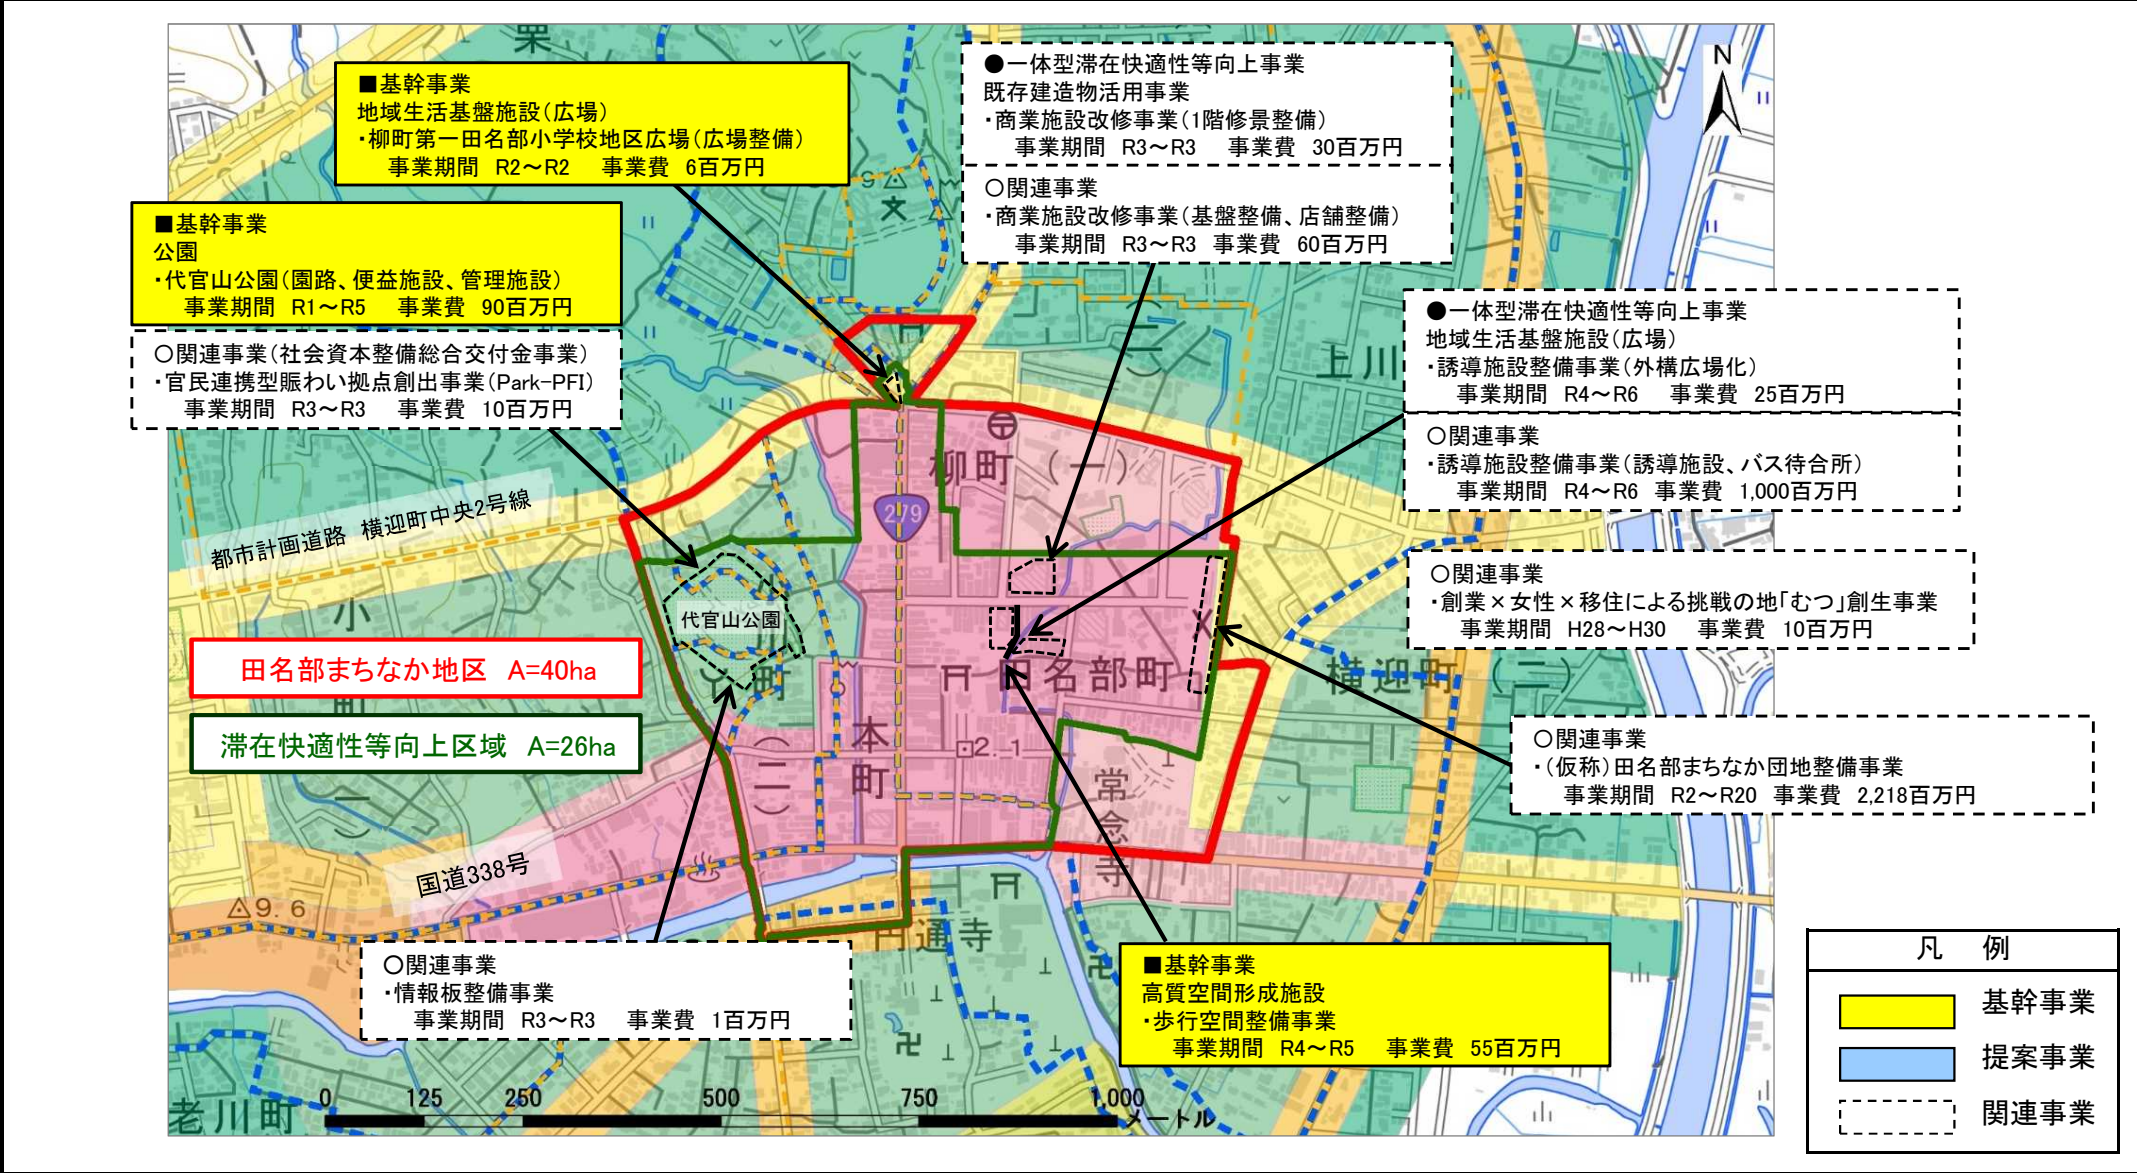 ■基幹事業
地域生活基盤施設(広場)
・柳町第一田名部小学校地区広場(広場整備)
事業期間 R2～R2 事業費 6百万円
■基幹事業
公園
・代官山公園(園路、便益施設、管理施設)
事業期間 R1～R5 事業費 90百万円
○関連事業(社会資本整備総合交付金事業)
・官民連携型賑わい拠点創出事業(Park-PFI)
事業期間 R3～R3 事業費 10百万円
●一体型滞在快適性等向上事業
既存建造物活用事業
・商業施設改修事業(1階修景整備)
事業期間 R3～R3 事業費 30百万円
○関連事業
・商業施設改修事業(基盤整備、店舗整備)
事業期間 R3～R3 事業費 60百万円
N
●一体型滞在快適性等向上事業
地域生活基盤施設(広場)
・誘導施設整備事業(外構広場化)
事業期間 R4～R6 事業費 25百万円
○関連事業
・誘導施設整備事業(誘導施設、バス待合所)
事業期間 R4～R6 事業費 1,000百万円
○関連事業
・創業×女性×移住による挑戦の地「むつ」創生事業
事業期間 H28～H30 事業費 10百万円
○関連事業
・(仮称)田名部まちなか団地整備事業
事業期間 R2～R20 事業費 2,218百万円
都市計画道路 横迎町中央2号線
代官山公園
田名部まちなか地区 A=40ha
滞在快適性等向上区域 A=26ha
国道338号
○関連事業
・情報板整備事業
事業期間 R3～R3 事業費 1百万円
■基幹事業
高質空間形成施設
・歩行空間整備事業
事業期間 R4～R5 事業費 55百万円
栗
上川
(二)
柳町(一)
279
田名部町
横迎町(二)
小
町
(一)
町
(二)
本町
2.1
常念寺
円通寺
9.6
老川町
0 125 250 500 750 1,000
メートル
凡 例
基幹事業
提案事業
関連事業